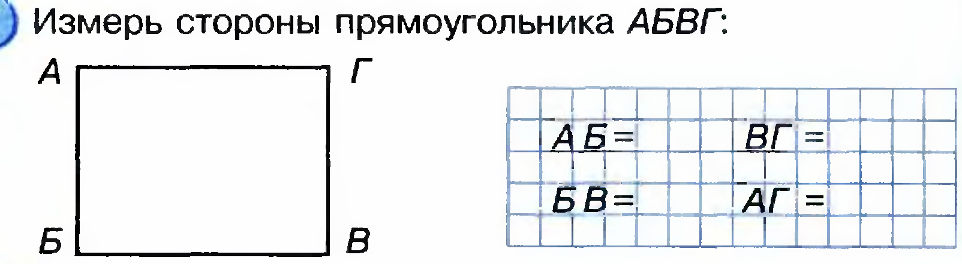 Измерь стороны прямоугольника АБВГ:
А Г
АБ= ВГ=
БВ= АГ=
Б В